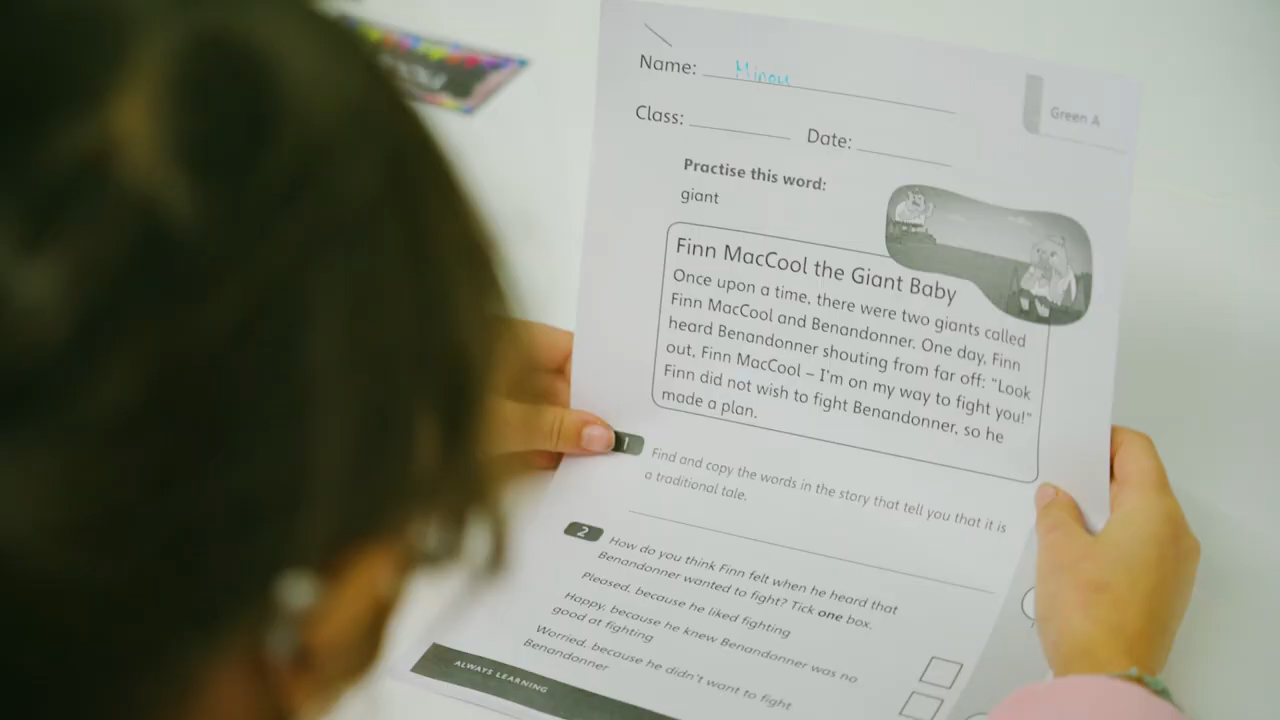 Name: Minou
Green A
Class: Date:
Practise this word:
giant
Finn MacCool the Giant Baby
Once upon a time, there were two giants called
Finn MacCool and Benandonner. One day, Finn
heard Benandonner shouting from far off: “Look
out, Finn MacCool – I’m on my way to fight you!”
Finn did not wish to fight Benandonner, so he
made a plan.
1 Find and copy the words in the story that tell you that it is
a traditional tale.
2 How do you think Finn felt when he heard that
Benandonner wanted to fight? Tick one box.
Pleased, because he liked fighting
Happy, because he knew Benandonner was no
good at fighting
Worried, because he didn’t want to fight
Benandonner
ALWAYS LEARNING